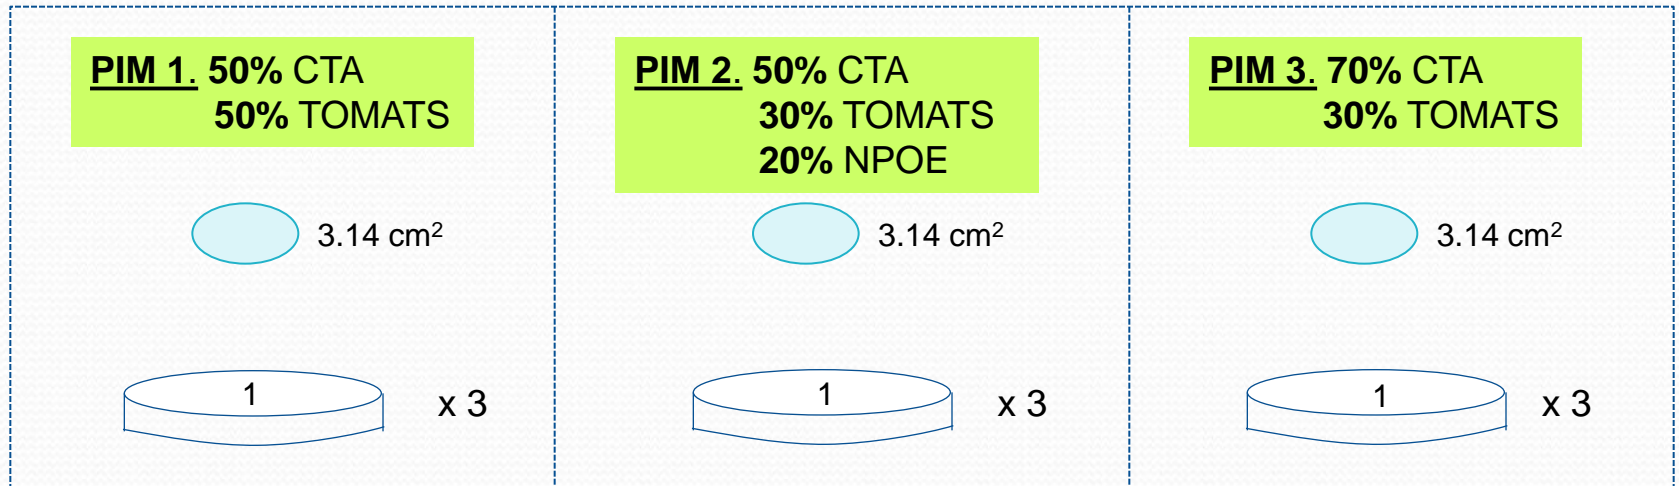 PIM 1. 50% CTA
50% TOMATS
3.14 cm²
1
x 3
PIM 2. 50% CTA
30% TOMATS
20% NPOE
3.14 cm²
1
x 3
PIM 3. 70% CTA
30% TOMATS
3.14 cm²
1
x 3